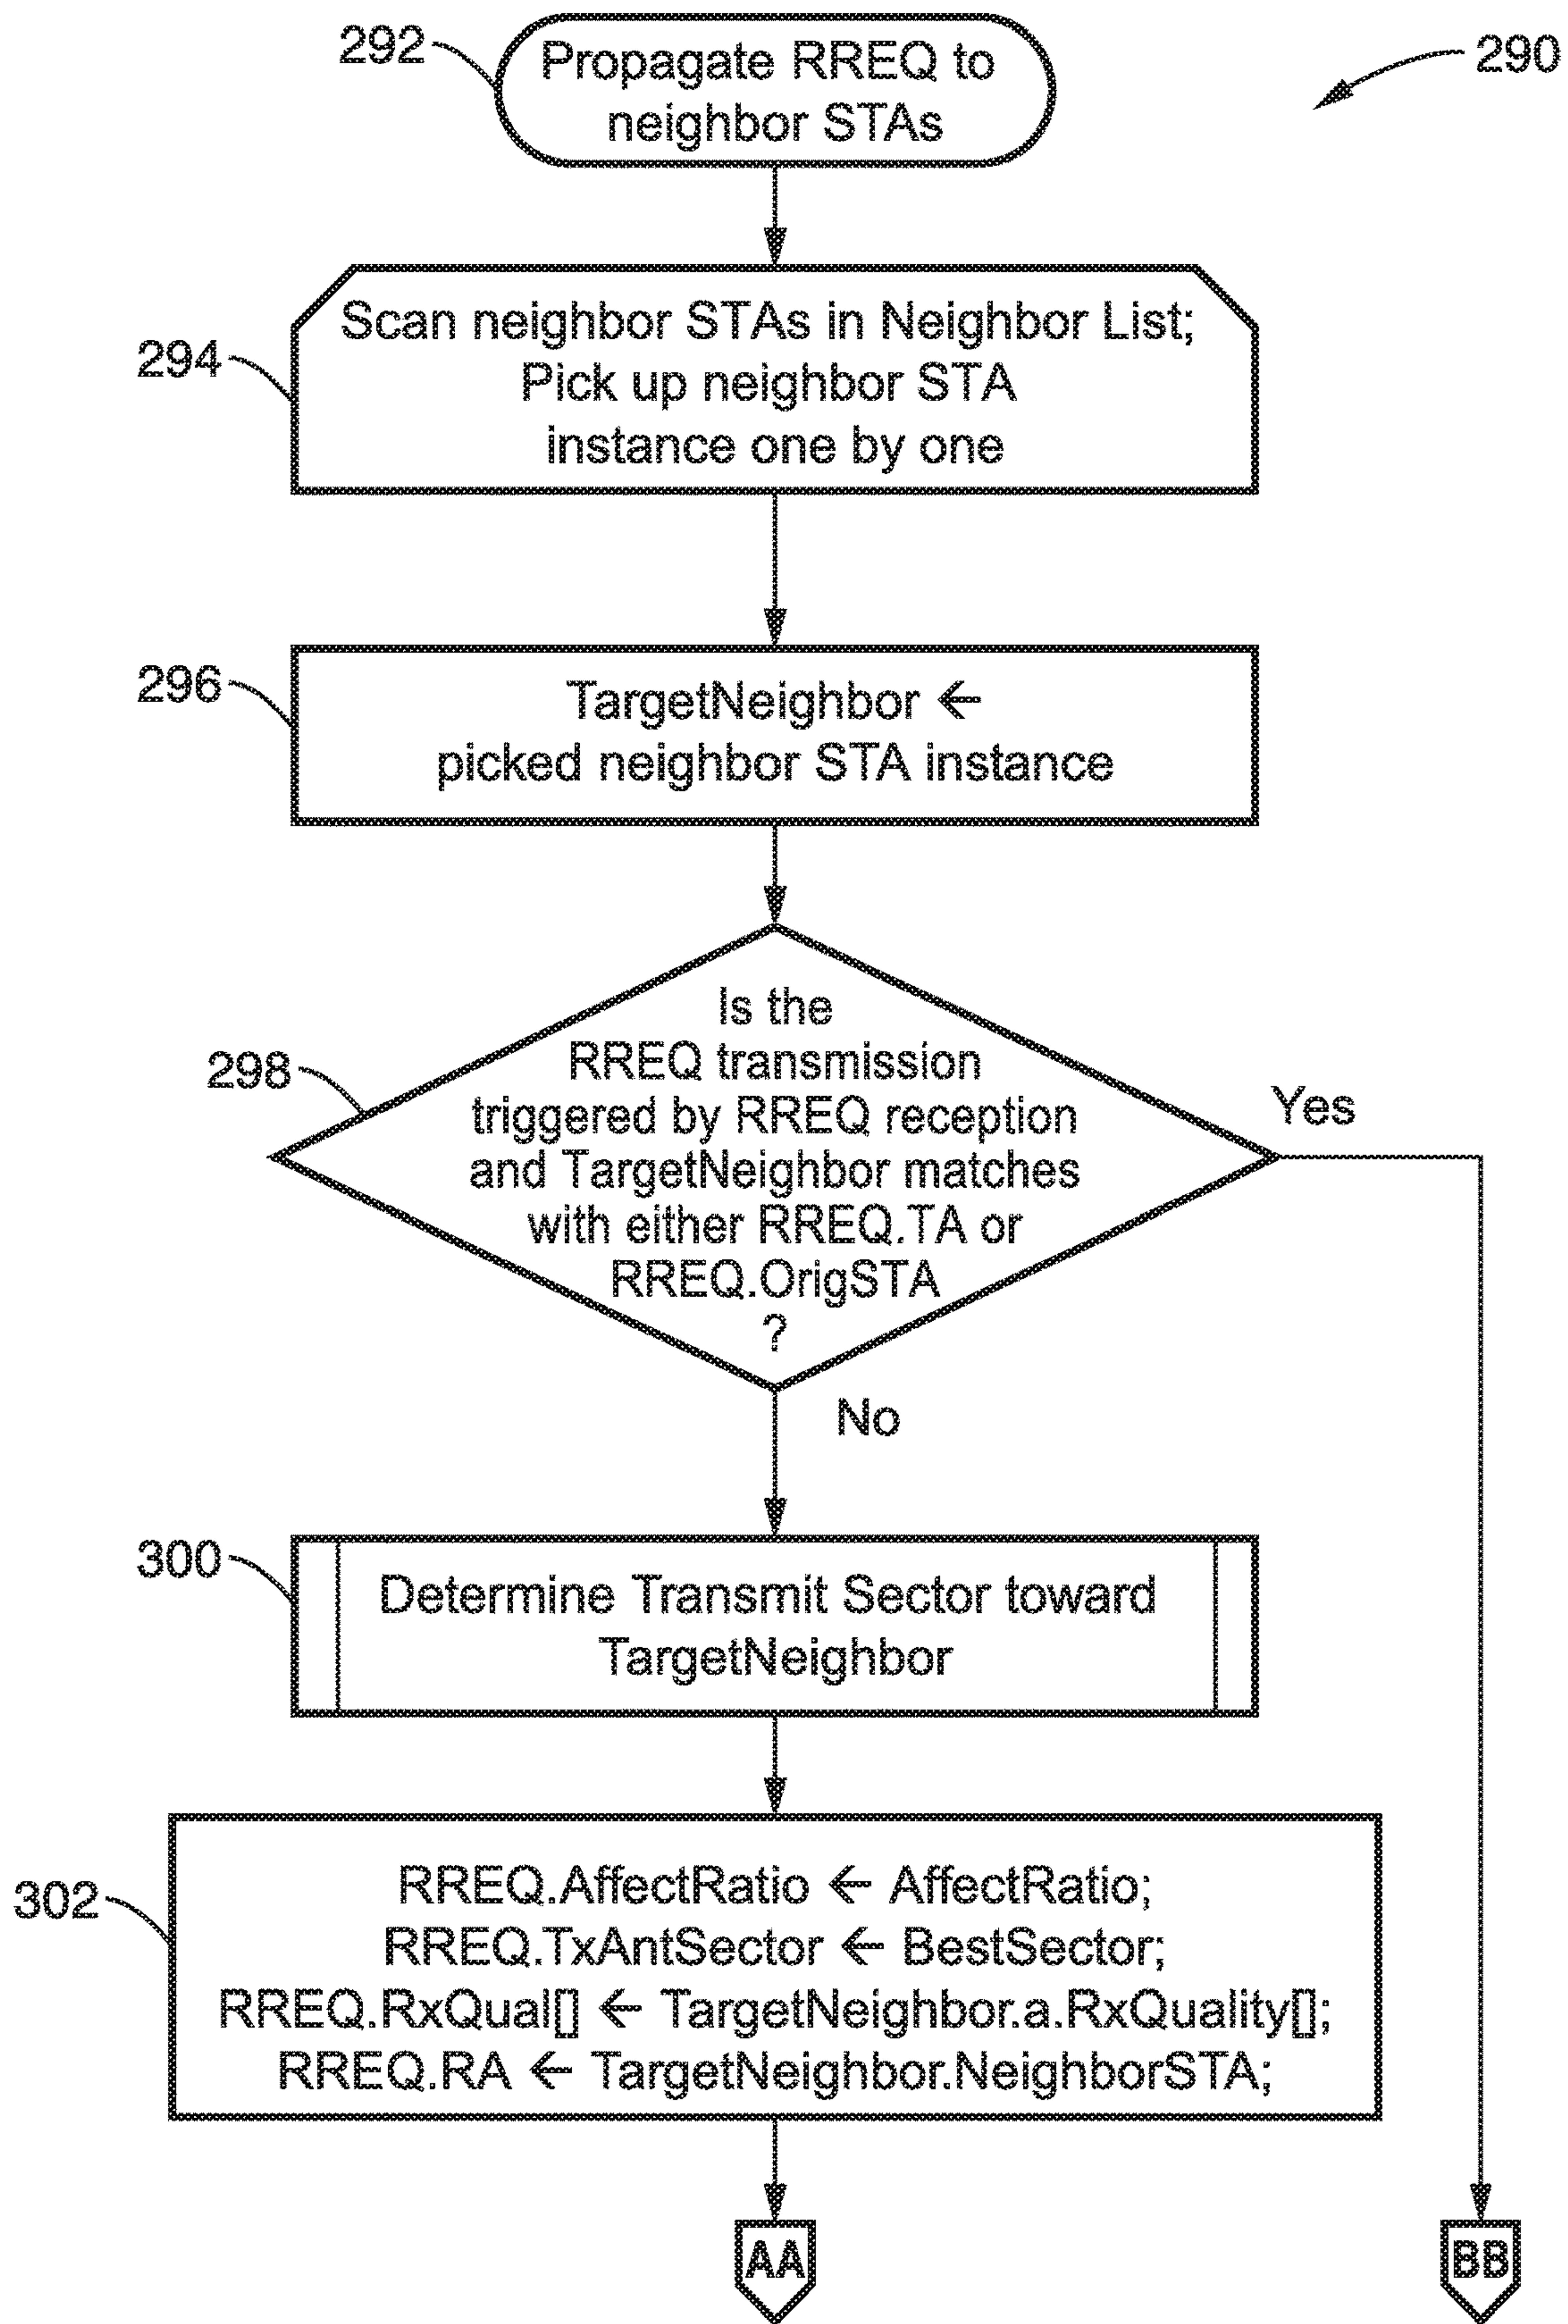 292
Propagate RREQ to
neighbor STAs
290
294
Scan neighbor STAs in Neighbor List;
Pick up neighbor STA
instance one by one
296
TargetNeighbor ←
picked neighbor STA instance
298
Is the
RREQ transmission
triggered by RREQ reception
and TargetNeighbor matches
with either RREQ.TA or
RREQ.OrigSTA
?
Yes
No
300
Determine Transmit Sector toward
TargetNeighbor
302
RREQ.AffectRatio ← AffectRatio;
RREQ.TxAntSector ← BestSector;
RREQ.RxQual[] ← TargetNeighbor.a.RxQuality[];
RREQ.RA ← TargetNeighbor.NeighborSTA;
AA
BB